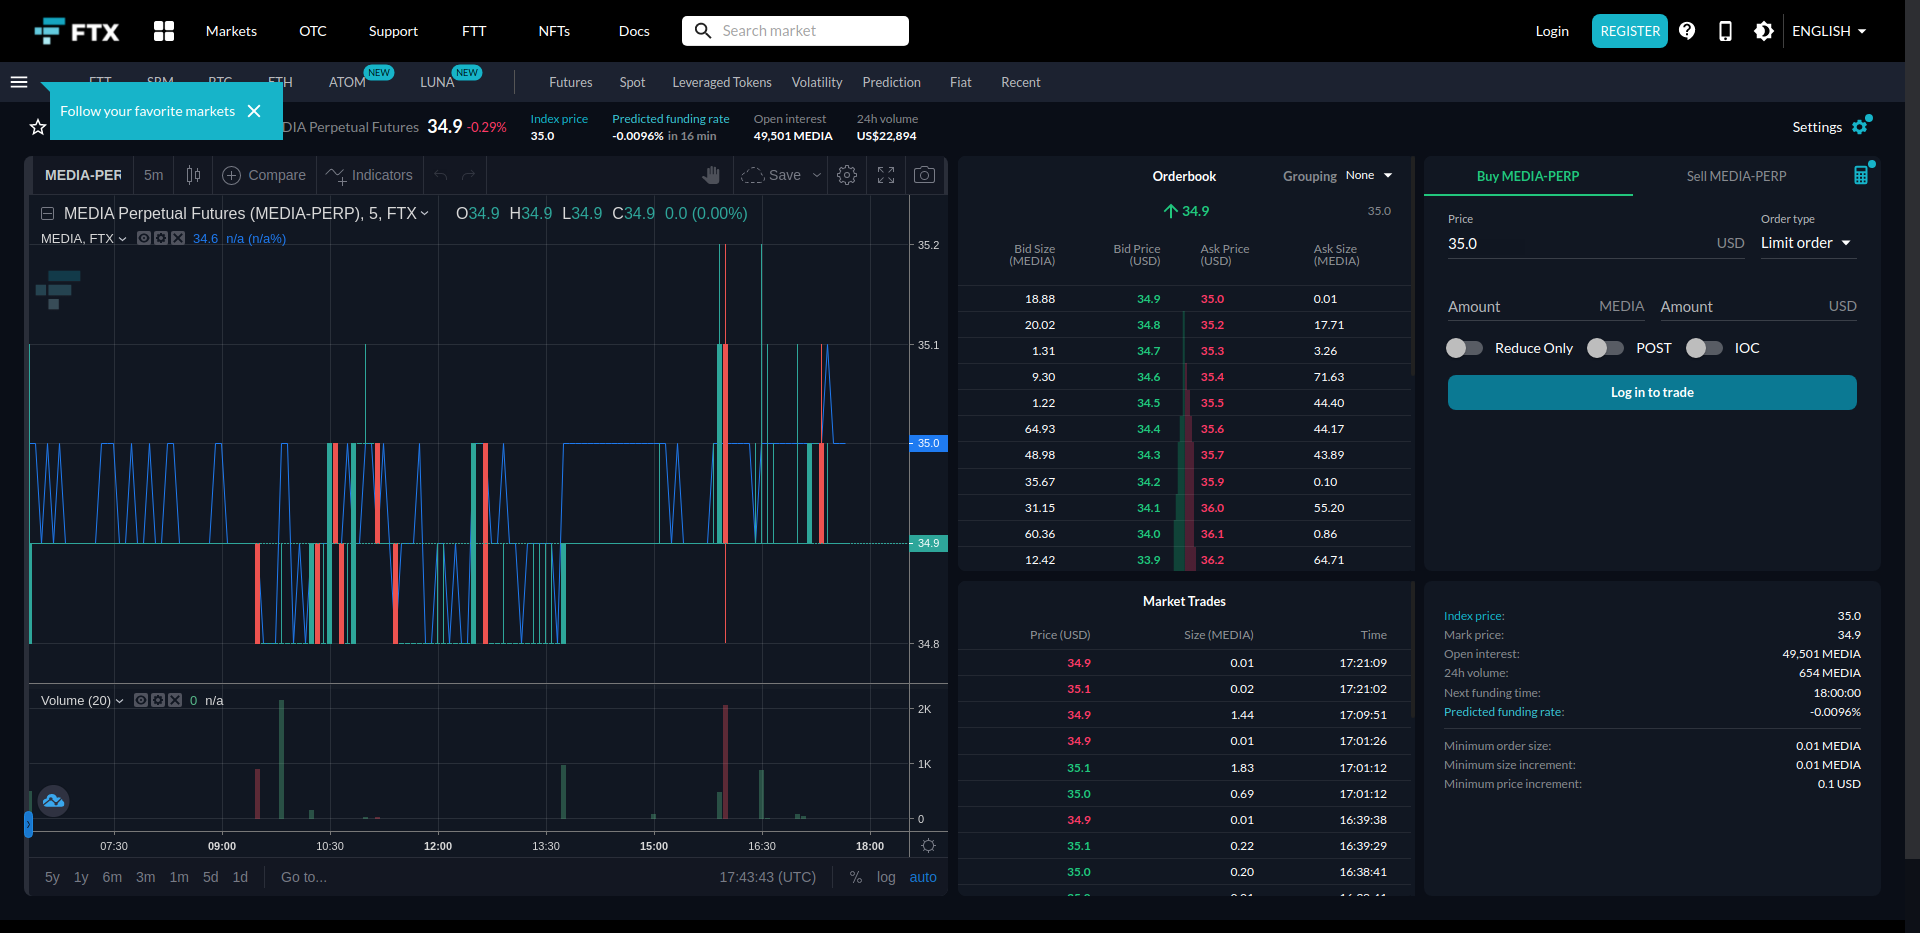 FTX Markets OTC Support FTT NFTs Docs Search market Login REGISTER ENGLISH
ATOM NEW LUNA NEW Futures Spot Leveraged Tokens Volatility Prediction Fiat Recent
Follow your favorite markets
DIA Perpetual Futures 34.9 -0.29%
Index price
35.0
Predicted funding rate
-0.0096% in 16 min
Open interest
49,501 MEDIA
24h volume
US$22,894
Settings
MEDIA-PER 5m Compare Indicators Save
MEDIA Perpetual Futures (MEDIA-PERP), 5, FTX O34.9 H34.9 L34.9 C34.9 0.0 (0.00%)
MEDIA, FTX 34.6 n/a (n/a%)
35.2
35.1
35.0
34.9
34.8
Volume (20) 0 n/a
2K
1K
0
07:30 09:00 10:30 12:00 13:30 15:00 16:30 18:00
5y 1y 6m 3m 1m 5d 1d Go to... 17:43:43 (UTC) % log auto
Orderbook Grouping None
34.9 35.0
Bid Size (MEDIA) Bid Price (USD) Ask Price (USD) Ask Size (MEDIA)
18.88 34.9 35.0 0.01
20.02 34.8 35.2 17.71
1.31 34.7 35.3 3.26
9.30 34.6 35.4 71.63
1.22 34.5 35.5 44.40
64.93 34.4 35.6 44.17
48.98 34.3 35.7 43.89
35.67 34.2 35.9 0.10
31.15 34.1 36.0 55.20
60.36 34.0 36.1 0.86
12.42 33.9 36.2 64.71
Market Trades
Price (USD) Size (MEDIA) Time
34.9 0.01 17:21:09
35.1 0.02 17:21:02
34.9 1.44 17:09:51
34.9 0.01 17:01:26
35.1 1.83 17:01:12
35.0 0.69 17:01:12
34.9 0.01 16:39:38
35.1 0.22 16:39:29
35.0 0.20 16:38:41
Buy MEDIA-PERP Sell MEDIA-PERP
Price Order type
35.0 USD Limit order
Amount MEDIA Amount USD
Reduce Only POST IOC
Log in to trade
Index price: 35.0
Mark price: 34.9
Open interest: 49,501 MEDIA
24h volume: 654 MEDIA
Next funding time: 18:00:00
Predicted funding rate: -0.0096%
Minimum order size: 0.01 MEDIA
Minimum size increment: 0.01 MEDIA
Minimum price increment: 0.1 USD